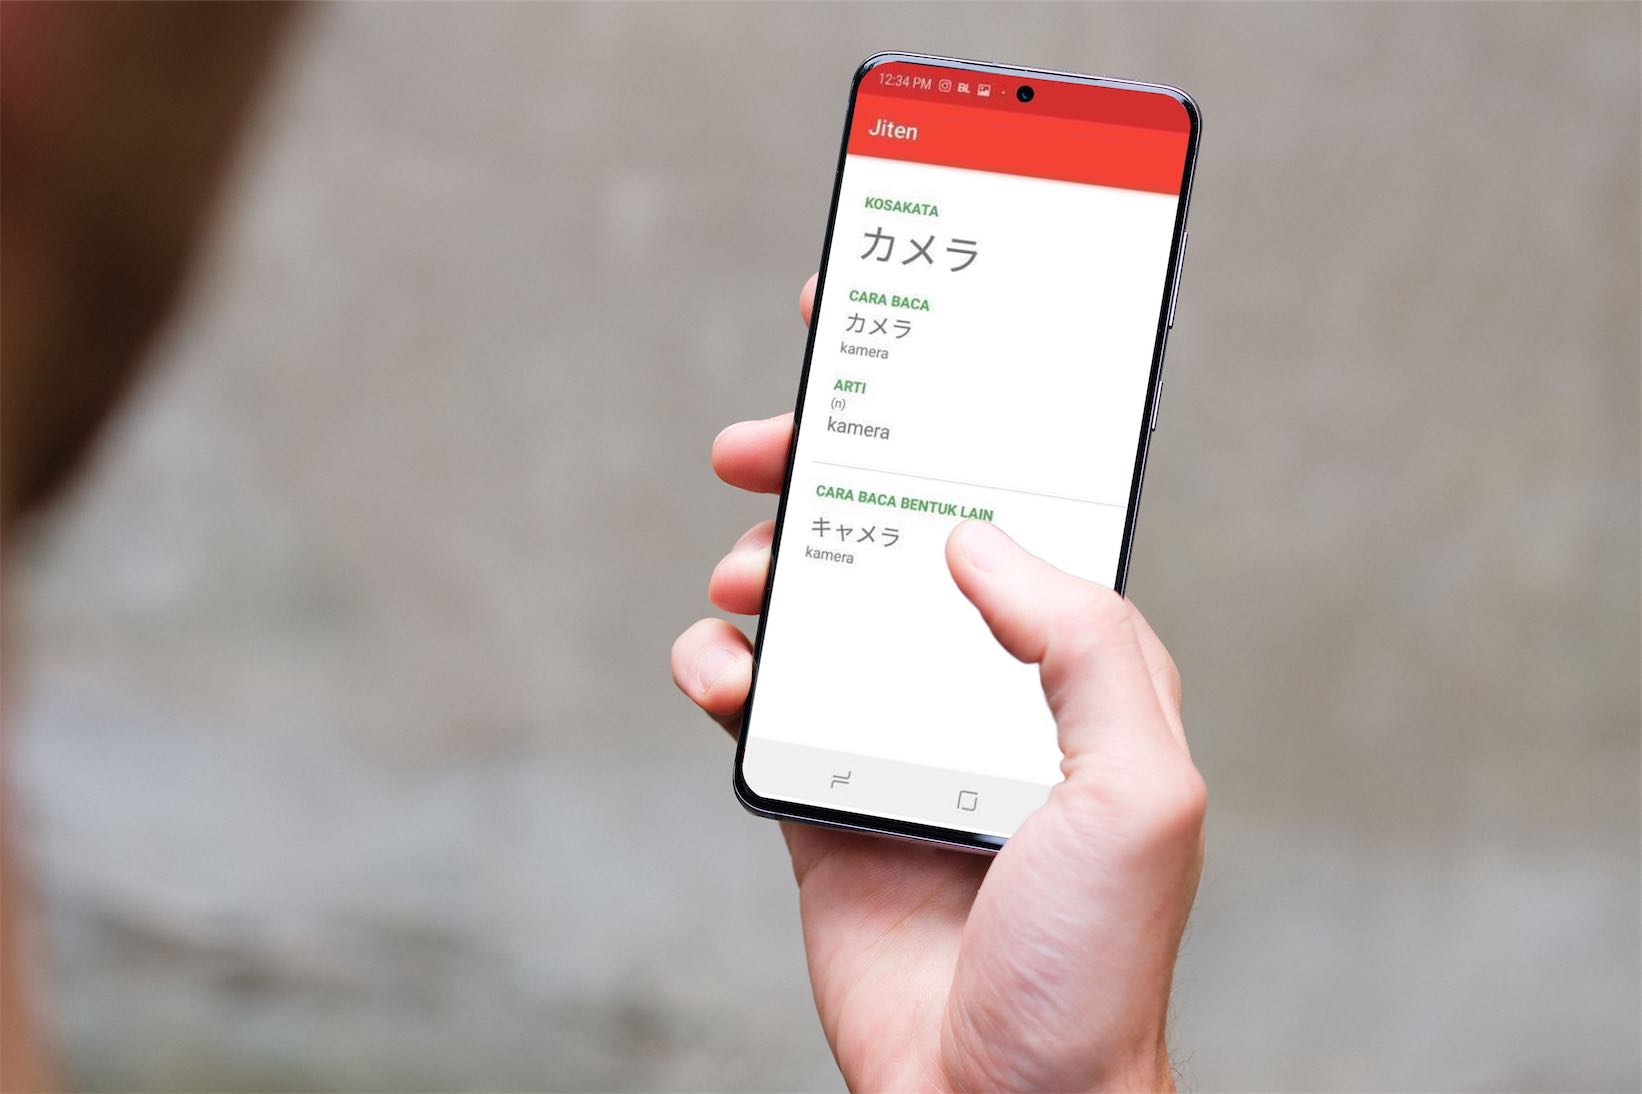 12:34 PM BL
Jiten
KOSAKATA
カメラ
CARA BACA
カメラ
kamera
ARTI
(n)
kamera
CARA BACA BENTUK LAIN
キャメラ
kamera